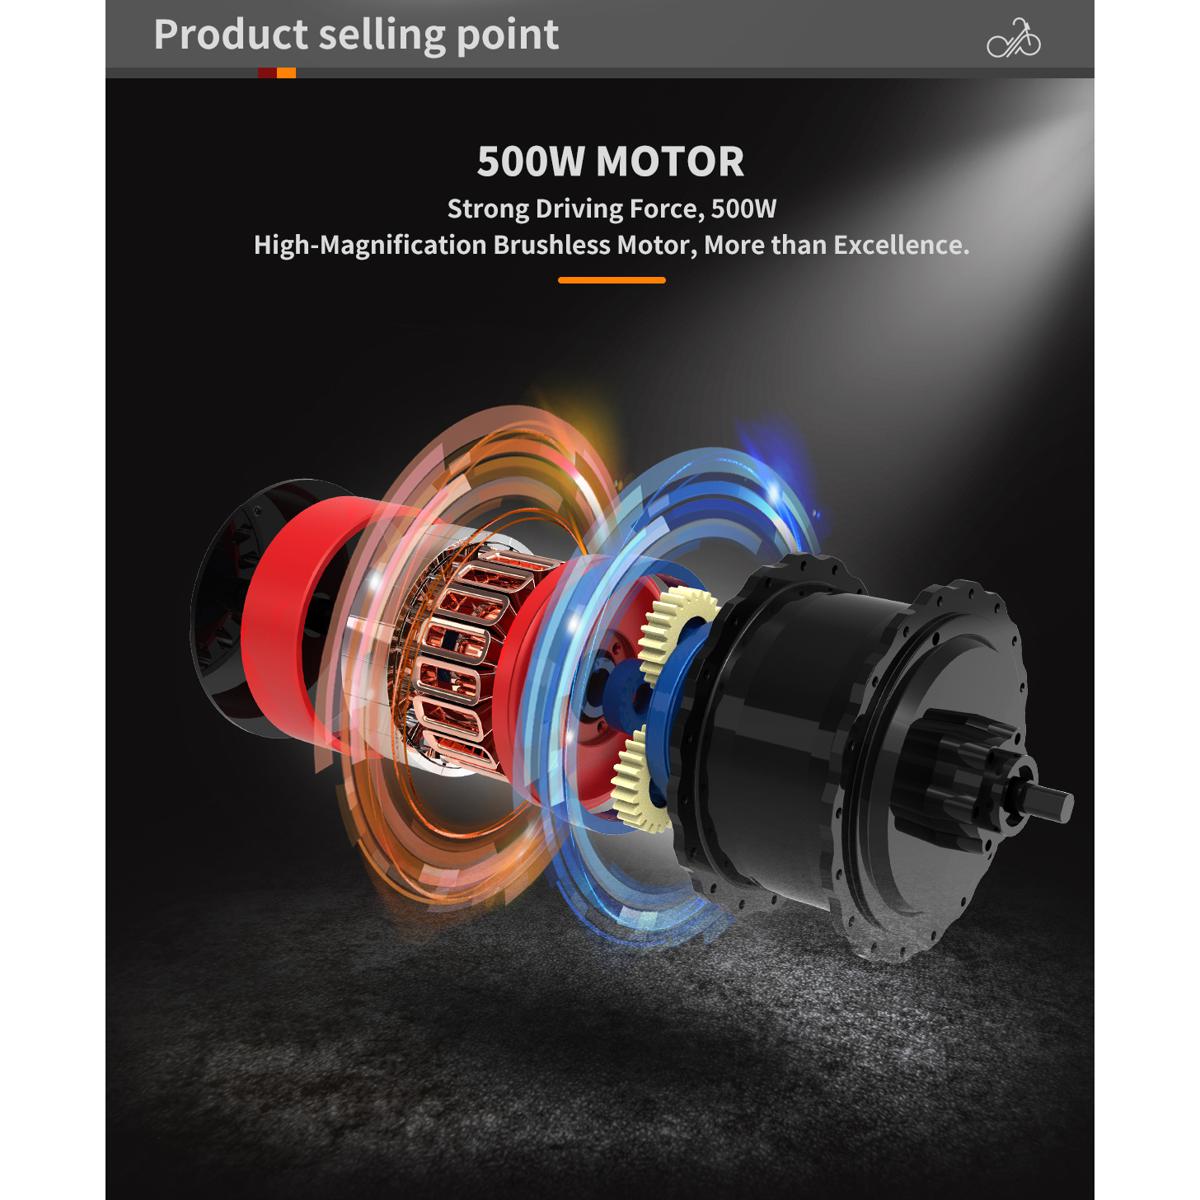 Product selling point
500W MOTOR
Strong Driving Force, 500W
High-Magnification Brushless Motor, More than Excellence.